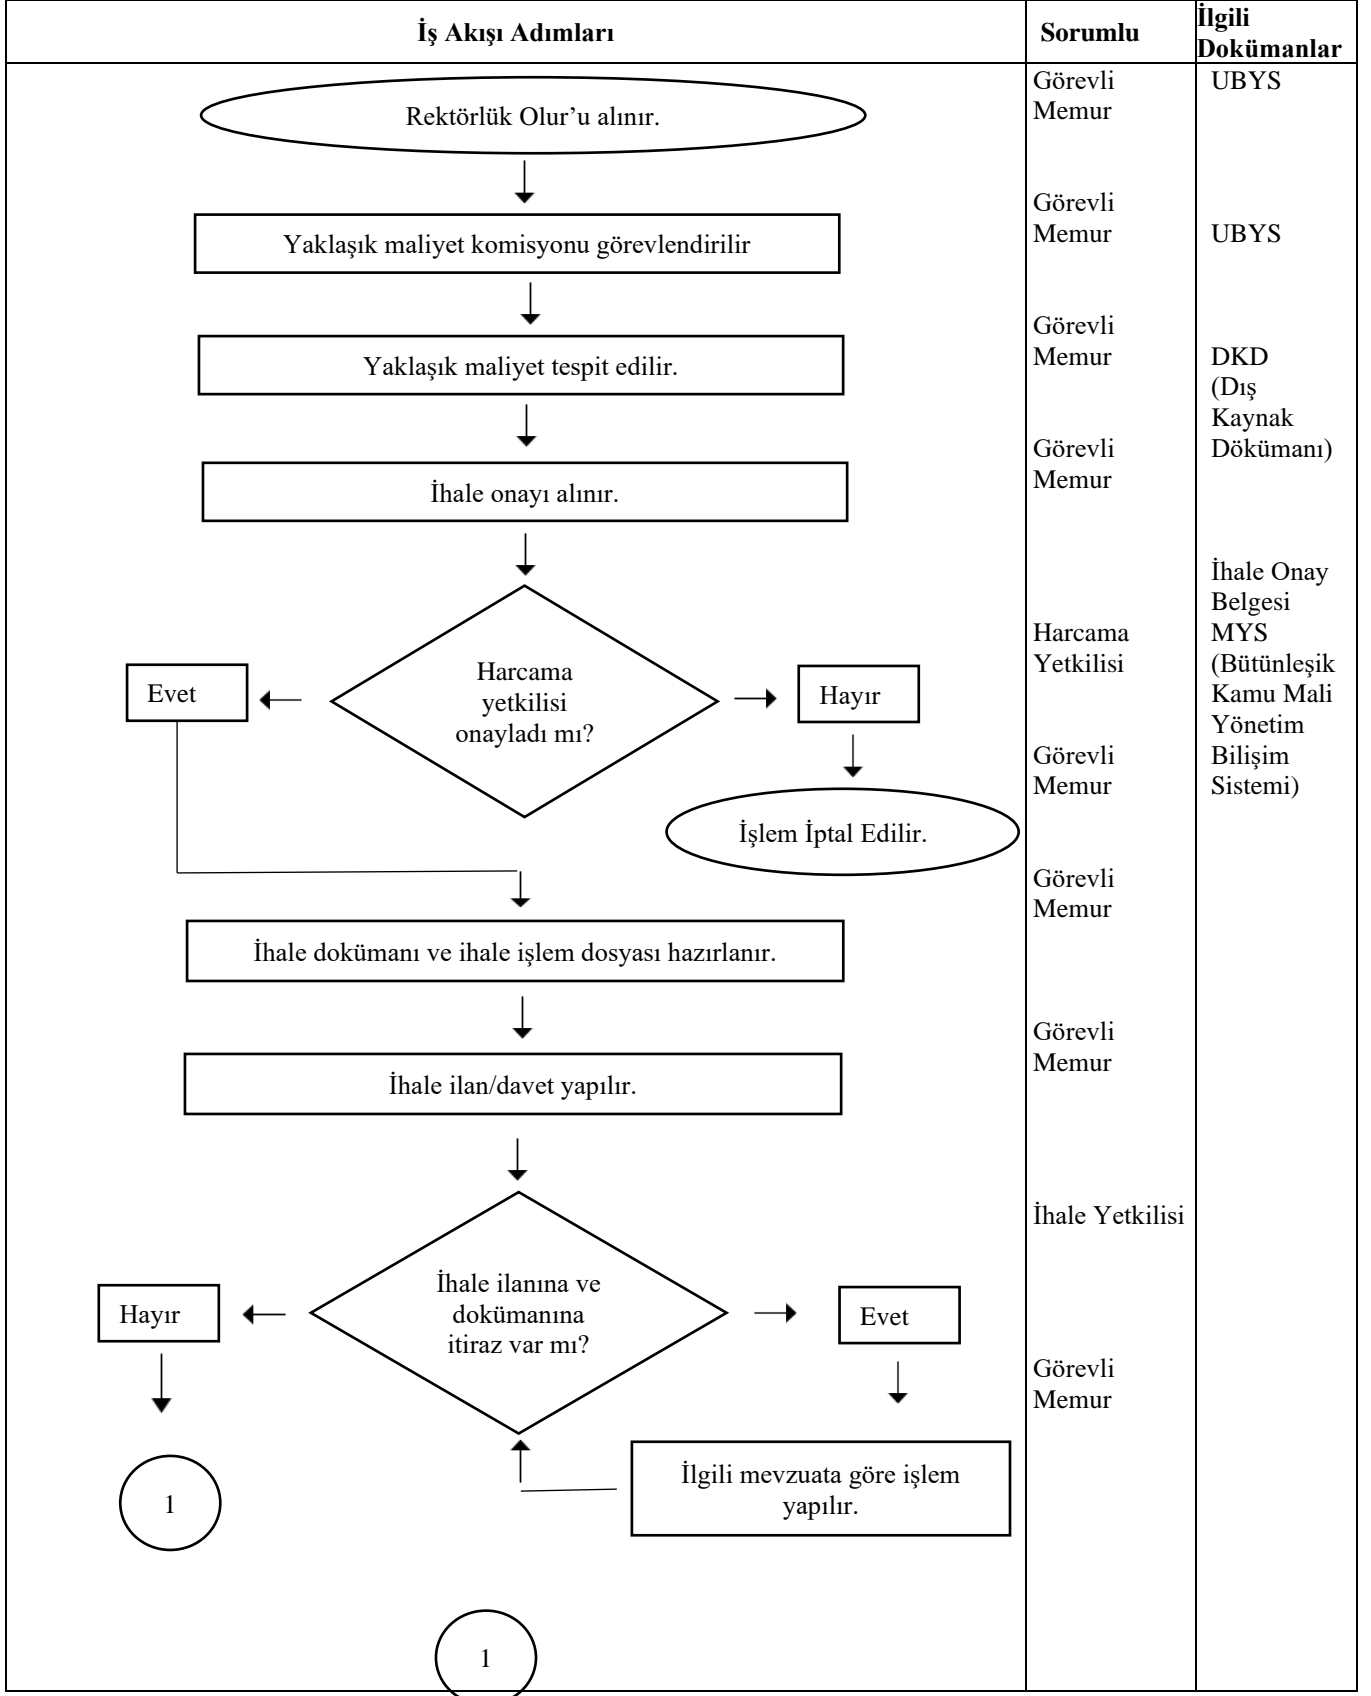 İş Akışı Adımları
Sorumlu
İlgili
Dokümanlar
Rektörlük Olur’u alınır.
Yaklaşık maliyet komisyonu görevlendirilir
Yaklaşık maliyet tespit edilir.
İhale onayı alınır.
Harcama
yetkilisi
onayladı mı?
Evet
Hayır
İşlem İptal Edilir.
İhale dokümanı ve ihale işlem dosyası hazırlanır.
İhale ilan/davet yapılır.
İhale ilanına ve
dokümanına
itiraz var mı?
Hayır
Evet
İlgili mevzuata göre işlem
yapılır.
1
1
Görevli
Memur
Görevli
Memur
Görevli
Memur
Görevli
Memur
Harcama
Yetkilisi
Görevli
Memur
Görevli
Memur
Görevli
Memur
İhale Yetkilisi
Görevli
Memur
UBYS
UBYS
DKD
(Dış
Kaynak
Dökümanı)
İhale Onay
Belgesi
MYS
(Bütünleşik
Kamu Mali
Yönetim
Bilişim
Sistemi)